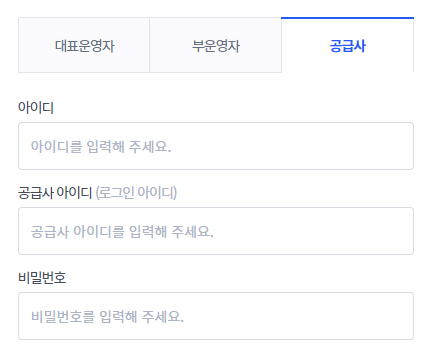 대표운영자 부운영자 공급사
아이디
아이디를 입력해 주세요.
공급사 아이디 (로그인 아이디)
공급사 아이디를 입력해 주세요.
비밀번호
비밀번호를 입력해 주세요.